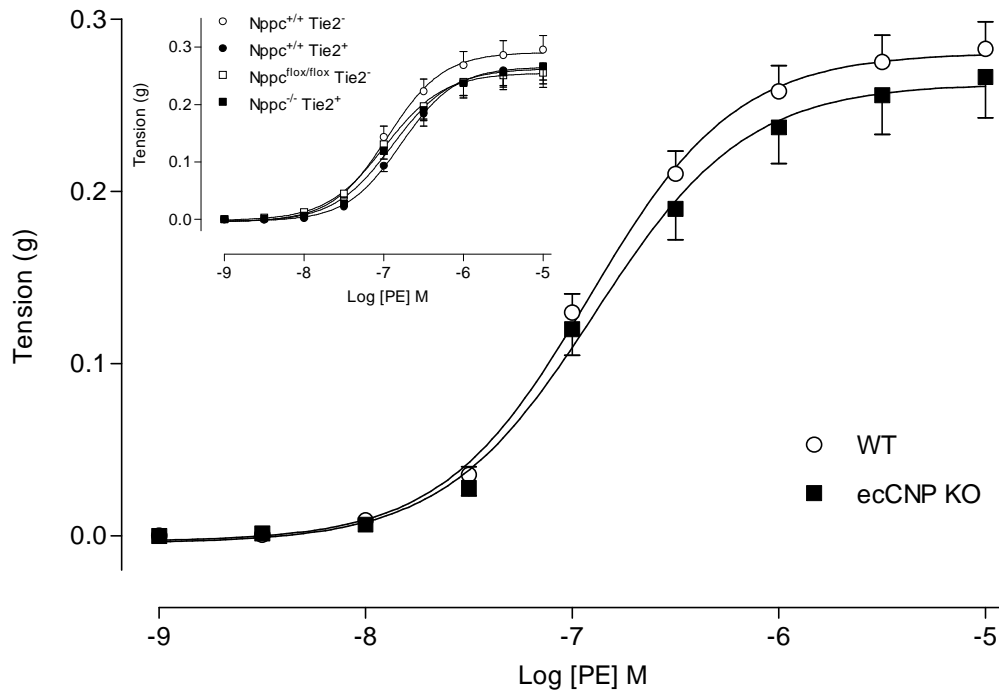 Nppc+/+ Tie2-
Nppc+/+ Tie2+
Nppcflox/flox Tie2-
Nppc-/- Tie2+
0.3
0.2
0.1
0.0
Tension (g)
-9 -8 -7 -6 -5
Log [PE] M
0.3
0.2
0.1
0.0
Tension (g)
WT
ecCNP KO
-9 -8 -7 -6 -5
Log [PE] M